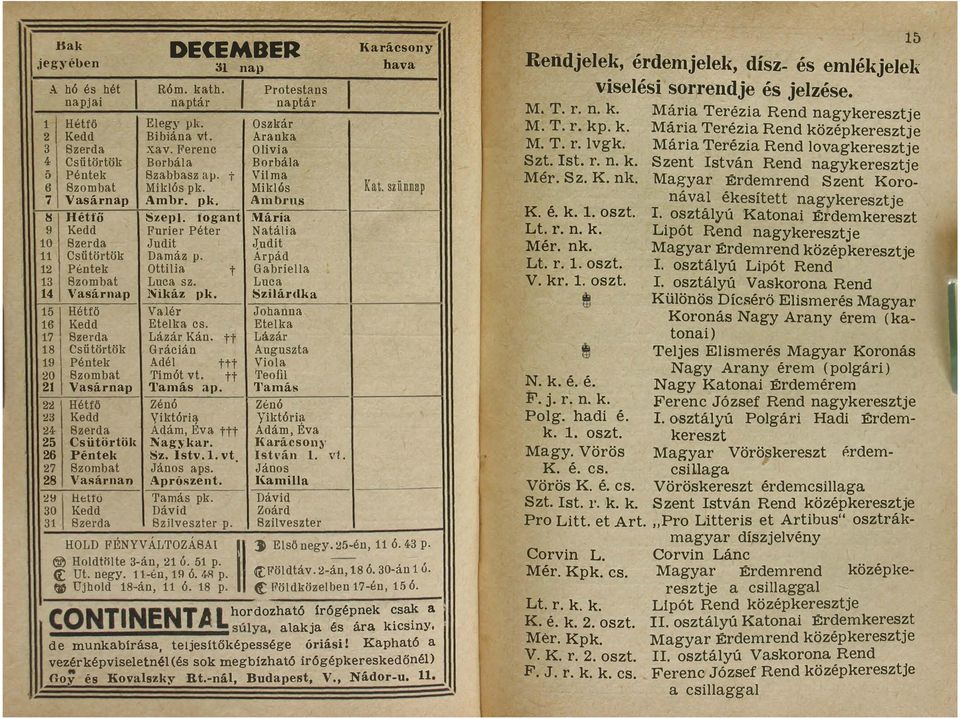 Bak
jegyében
DECEMBER
31 nap
Karácsony
hava
A hó és hét
napjai
Róm. kath.
naptár
Protestans
naptár
1 Hétfő Elegy pk. Oszkár
2 Kedd Bibiána vt. Aranka
3 Szerda Xav. Ferenc Olivia
4 Csütörtök Borbála Borbála
5 Péntek Szabbasz ap. † Vilma
6 Szombat Miklós pk. Miklós Kat. szünnap
7 Vasárnap Ambr. pk. Ambrus
8 Hétfő Szepl. fogant Mária
9 Kedd Furier Péter Natália
10 Szerda Judit Judit
11 Csütörtök Damáz p. Árpád
12 Péntek Ottilia † Gabriella
13 Szombat Luca sz. Luca
14 Vasárnap Nikáz pk. Szilárdka
15 Hétfő Valér Johanna
16 Kedd Etelka cs. Etelka
17 Szerda Lázár Kán. †† Lázár
18 Csütörtök Grácián Auguszta
19 Péntek Adél ††† Viola
20 Szombat Timót vt. †† Teofil
21 Vasárnap Tamás ap. Tamás
22 Hétfő Zénó Zénó
23 Kedd Viktória Viktória
24 Szerda Ádám, Éva ††† Ádám, Éva
25 Csütörtök Nagykar. Karácsony
26 Péntek Sz. Istv. 1. vt. István 1. vt.
27 Szombat János aps. János
28 Vasárnap Aprószent. Kamilla
29 Hétfő Tamás pk. Dávid
30 Kedd Dávid Zoárd
31 Szerda Szilveszter p. Szilveszter
HOLD FÉNYVÁLTOZÁSAI
Holdtölte 3-án, 21 ó. 51 p.
Ut. negy. 11-én, 19 ó. 48 p.
Ujhold 18-án, 11 ó. 18 p.
Első negy. 25-én, 11 ó. 43 p.
Földtáv. 2-án, 18 ó. 30-án 1 ó.
Földközelben 17-én, 15 ó.
CONTINENTAL hordozható írógépnek csak a
súlya, alakja és ára kicsiny,
de munkabírása, teljesítőképessége óriási! Kapható a
vezérképviseletnél (és sok megbízható írógépkereskedőnél)
Goy és Kovalszky Rt.-nál, Budapest, V., Nádor-u. 11.
15
Rendjelek, érdemjelek, dísz- és emlékjelek
viselési sorrendje és jelzése.
M. T. r. n. k. Mária Terézia Rend nagykeresztje
M. T. r. kp. k. Mária Terézia Rend középkeresztje
M. T. r. lvgk. Mária Terézia Rend lovagkeresztje
Szt. Ist. r. n. k. Szent István Rend nagykeresztje
Mér. Sz. K. nk. Magyar Érdemrend Szent Koro-
nával ékesített nagykeresztje
K. é. k. 1. oszt. I. osztályú Katonai Érdemkereszt
Lt. r. n. k. Lipót Rend nagykeresztje
Mér. nk. Magyar Érdemrend középkeresztje
Lt. r. 1. oszt. I. osztályú Lipót Rend
V. kr. 1. oszt. I. osztályú Vaskorona Rend
Különös Dícsérő Elismerés Magyar
Koronás Nagy Arany érem (ka-
tonai)
Teljes Elismerés Magyar Koronás
Nagy Arany érem (polgári)
N. k. é. é. Nagy Katonai Érdemérem
F. j. r. n. k. Ferenc József Rend nagykeresztje
Polg. hadi é. I. osztályú Polgári Hadi Érdem-
k. 1. oszt. kereszt
Magy. Vörös Magyar Vöröskereszt érdem-
K. é. cs. csillaga
Vörös K. é. cs. Vöröskereszt érdemcsillaga
Szt. Ist. r. k. k. Szent István Rend középkeresztje
Pro Litt. et Art. „Pro Litteris et Artibus“ osztrák-
magyar díszjelvény
Corvin L. Corvin Lánc
Mér. Kpk. cs. Magyar Érdemrend középke-
resztje a csillaggal
Lt. r. k. k. Lipót Rend középkeresztje
K. é. k. 2. oszt. II. osztályú Katonai Érdemkereszt
Mér. Kpk. Magyar Érdemrend középkeresztje
V. K. r. 2. oszt. II. osztályú Vaskorona Rend
F. J. r. k. k. cs. Ferenc József Rend középkeresztje
a csillaggal